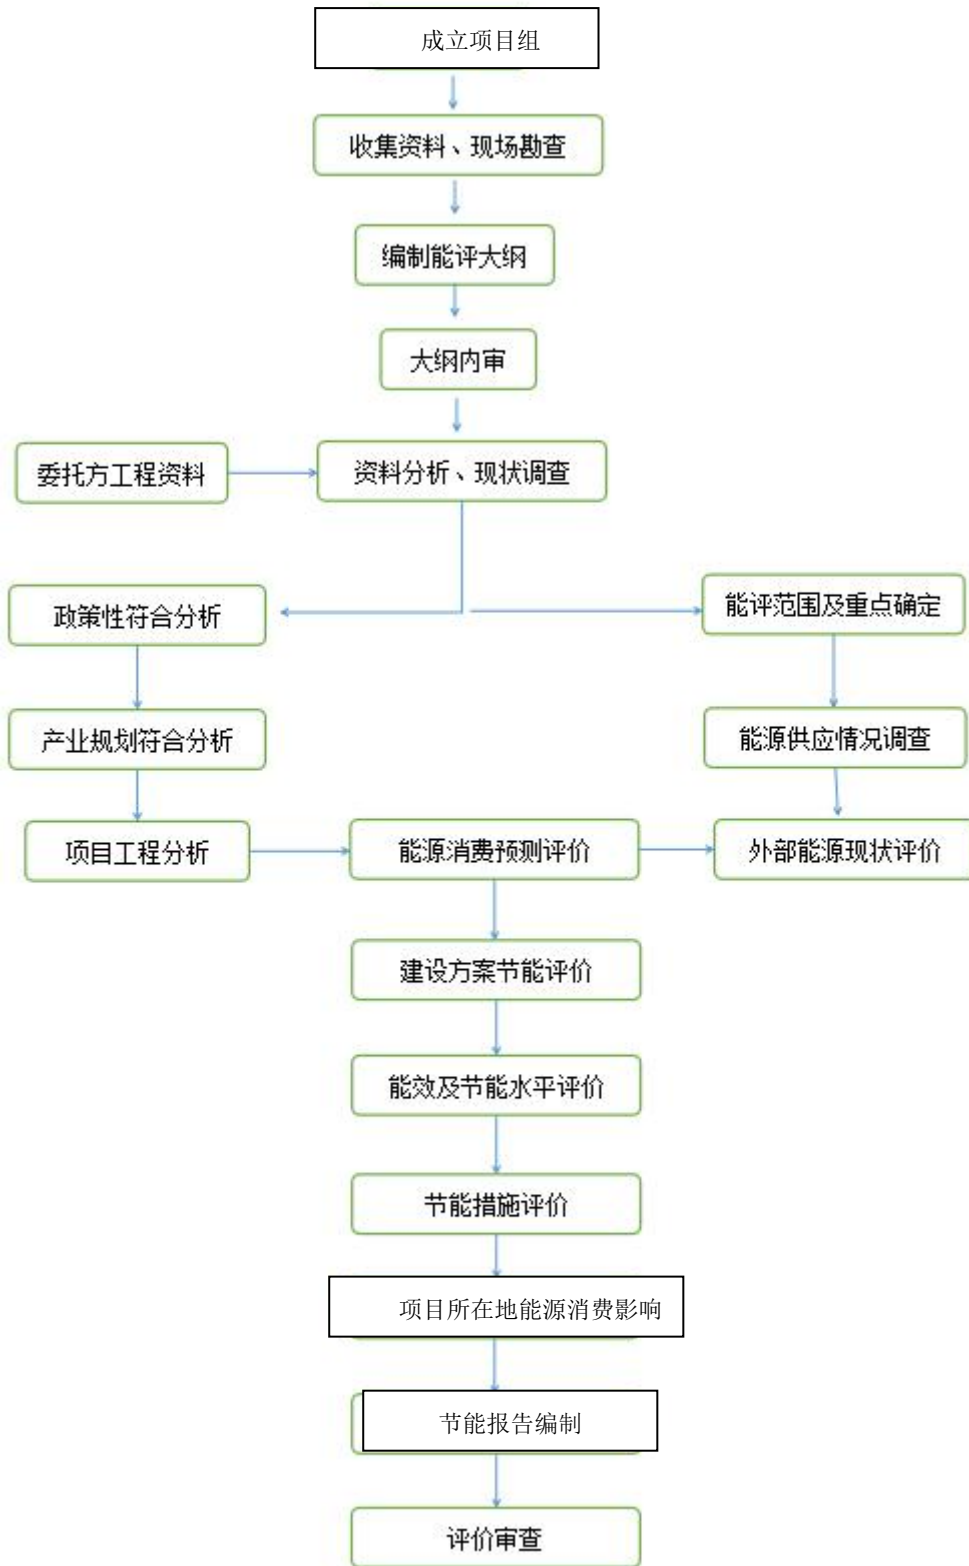 成立项目组
收集资料、现场勘查
编制能评大纲
大纲内审
委托方工程资料
资料分析、现状调查
政策性符合分析
能评范围及重点确定
产业规划符合分析
能源供应情况调查
项目工程分析
能源消费预测评价
外部能源现状评价
建设方案节能评价
能效及节能水平评价
节能措施评价
项目所在地能源消费影响
节能报告编制
评价审查